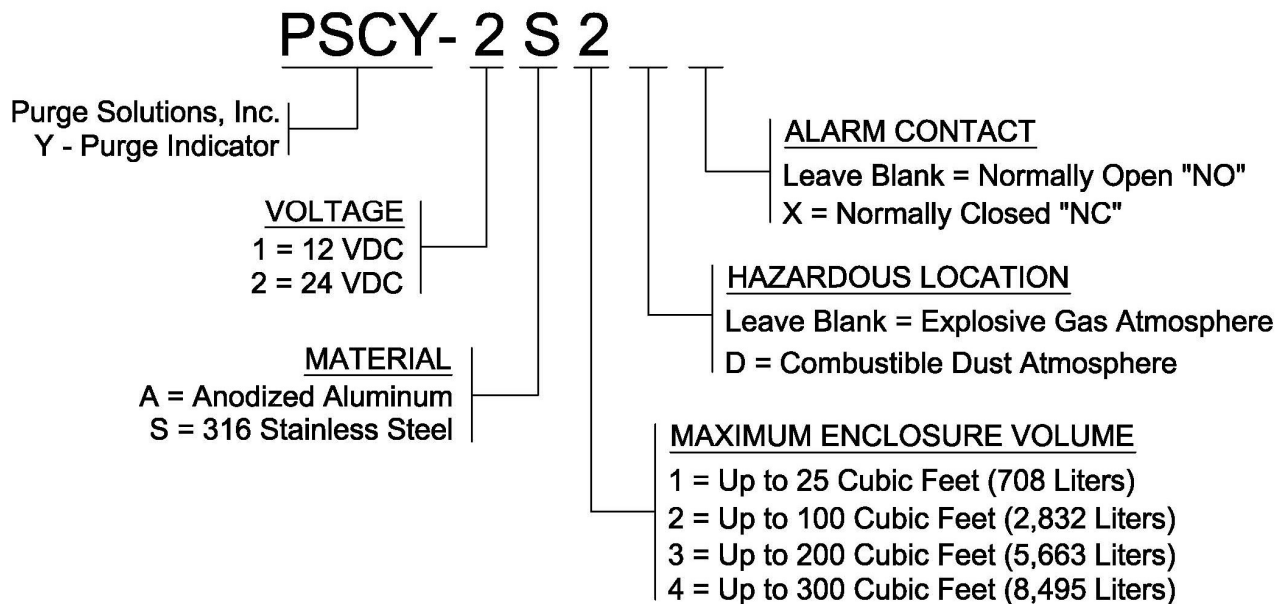 PSCY- 2 S 2
Purge Solutions, Inc.
Y - Purge Indicator
VOLTAGE
1 = 12 VDC
2 = 24 VDC
MATERIAL
A = Anodized Aluminum
S = 316 Stainless Steel
ALARM CONTACT
Leave Blank = Normally Open "NO"
X = Normally Closed "NC"
HAZARDOUS LOCATION
Leave Blank = Explosive Gas Atmosphere
D = Combustible Dust Atmosphere
MAXIMUM ENCLOSURE VOLUME
1 = Up to 25 Cubic Feet (708 Liters)
2 = Up to 100 Cubic Feet (2,832 Liters)
3 = Up to 200 Cubic Feet (5,663 Liters)
4 = Up to 300 Cubic Feet (8,495 Liters)